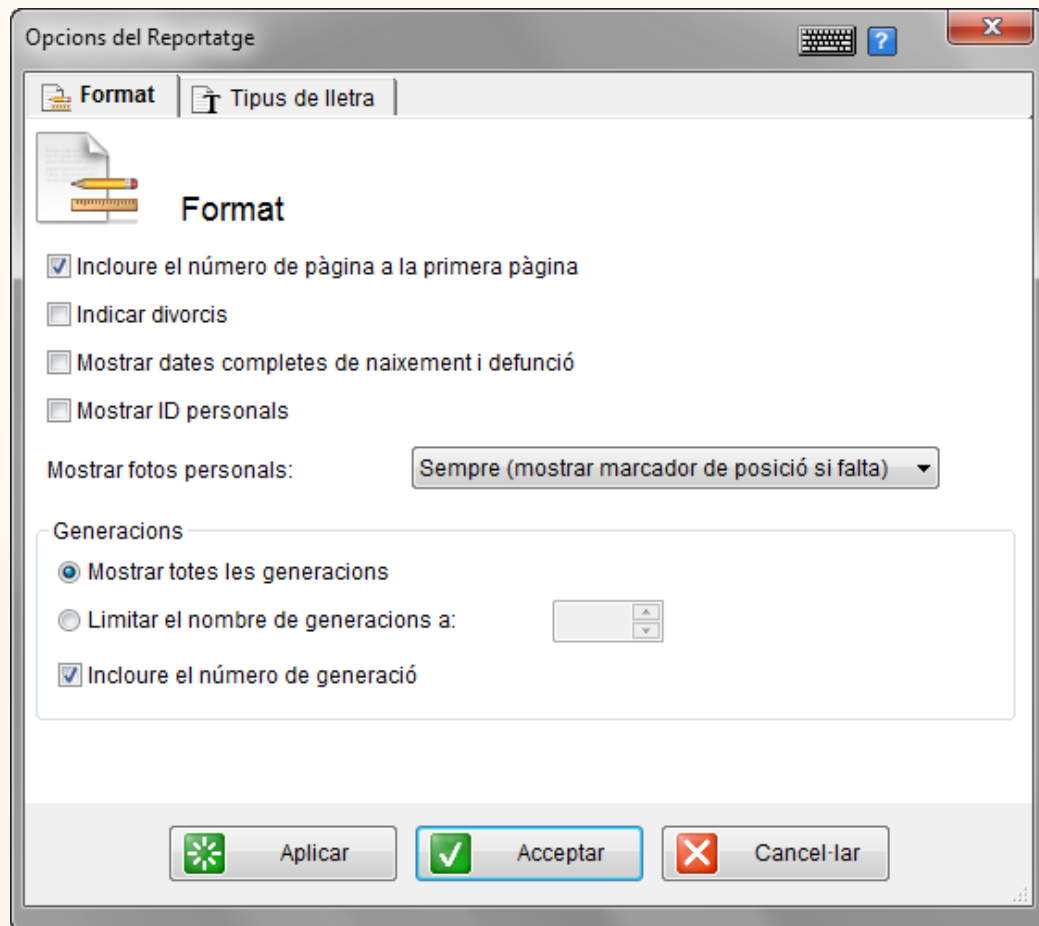 Opcions del Reportatge
?
Format
Tipus de lletra
Format
Incloure el número de pàgina a la primera pàgina
Indicar divorcis
Mostrar dates completes de naixement i defunció
Mostrar ID personals
Mostrar fotos personals: Sempre (mostrar marcador de posició si falta)
Generacions
Mostrar totes les generacions
Limitar el nombre de generacions a:
Incloure el número de generació
Aplicar
Acceptar
Cancel·lar